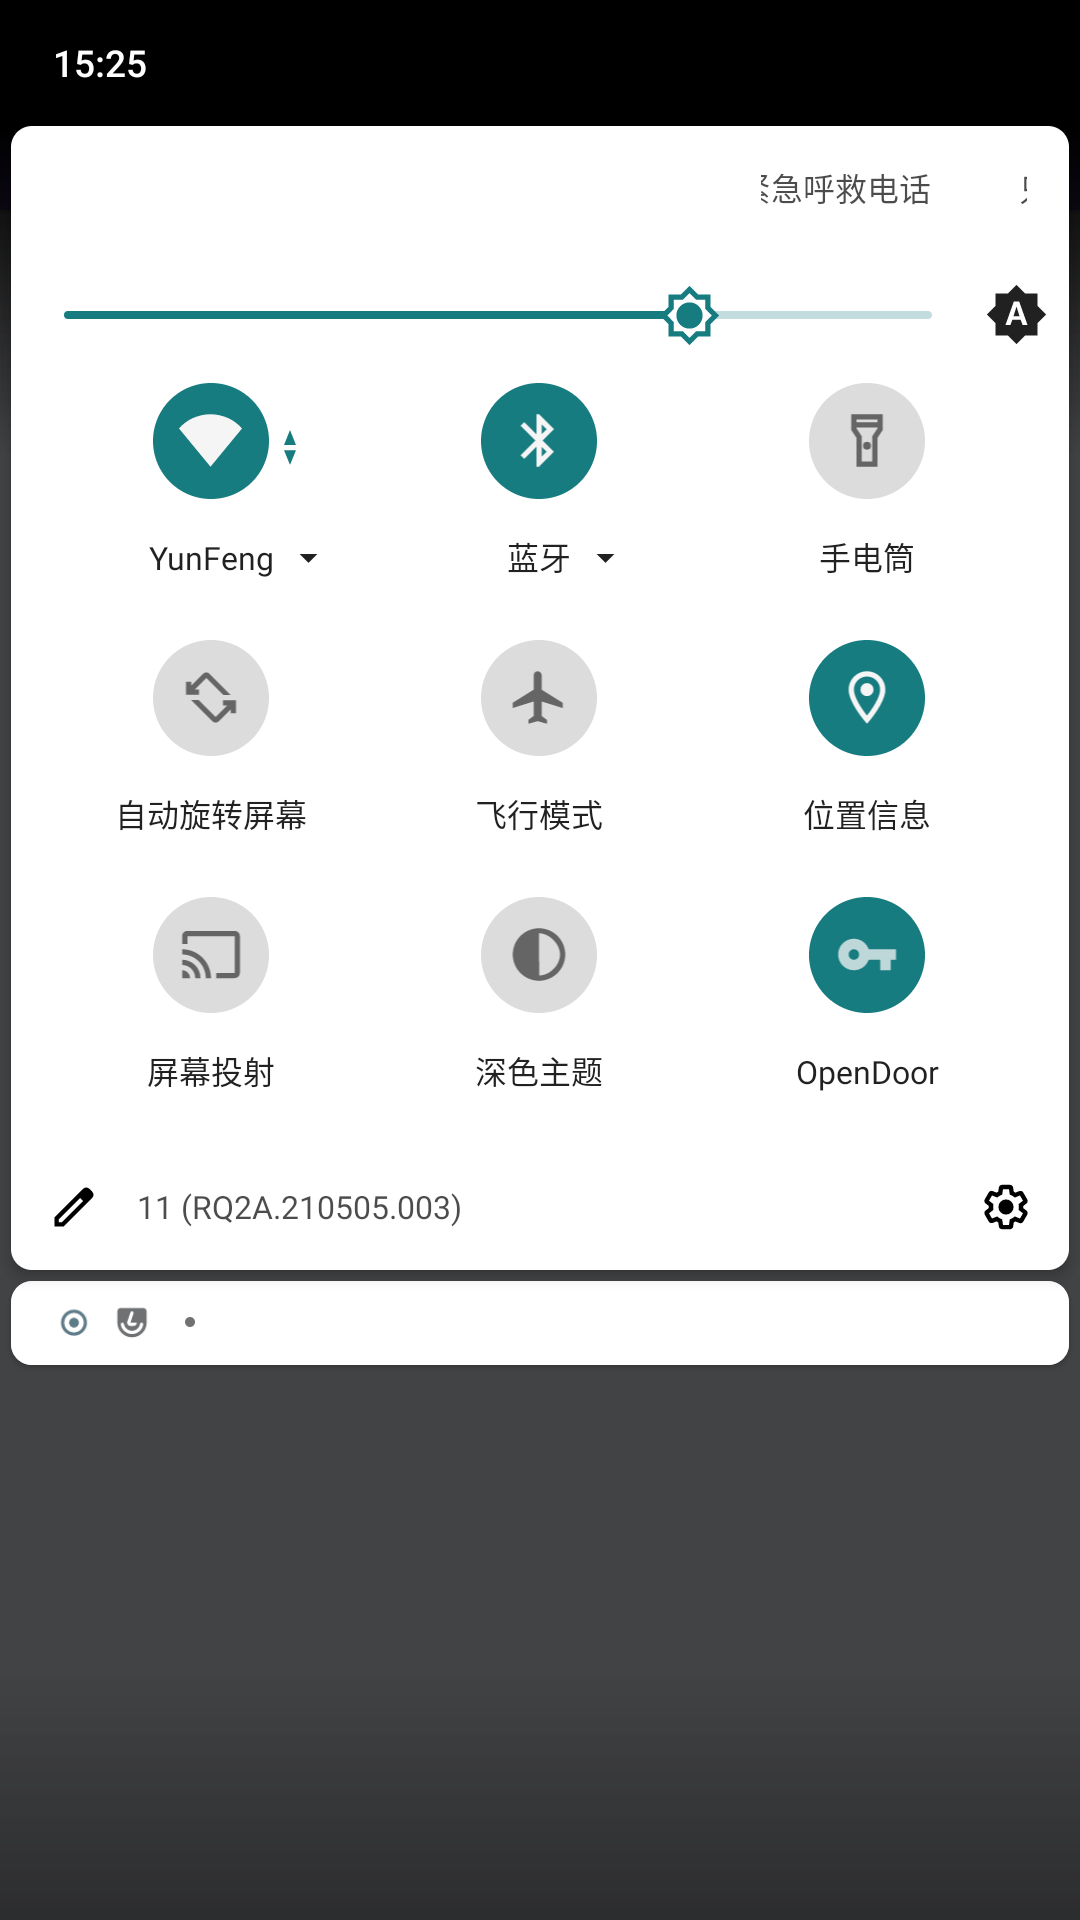 15:25
急呼救电话
A
YunFeng
蓝牙
手电筒
自动旋转屏幕
飞行模式
位置信息
屏幕投射
深色主题
OpenDoor
11 (RQ2A.210505.003)